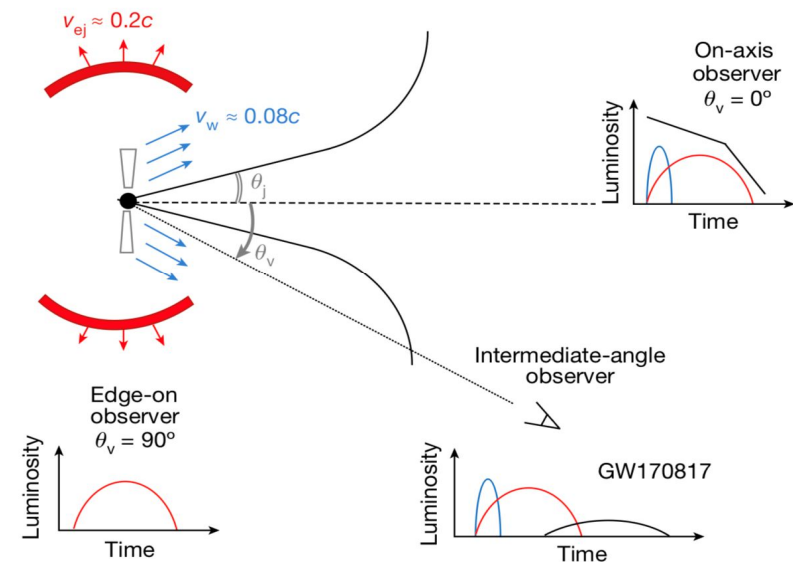 v_ej ≈ 0.2c
v_w ≈ 0.08c
θ_j
θ_v
On-axis
observer
θ_v = 0º
Luminosity
Time
Intermediate-angle
observer
Edge-on
observer
θ_v = 90º
Luminosity
Time
GW170817
Luminosity
Time